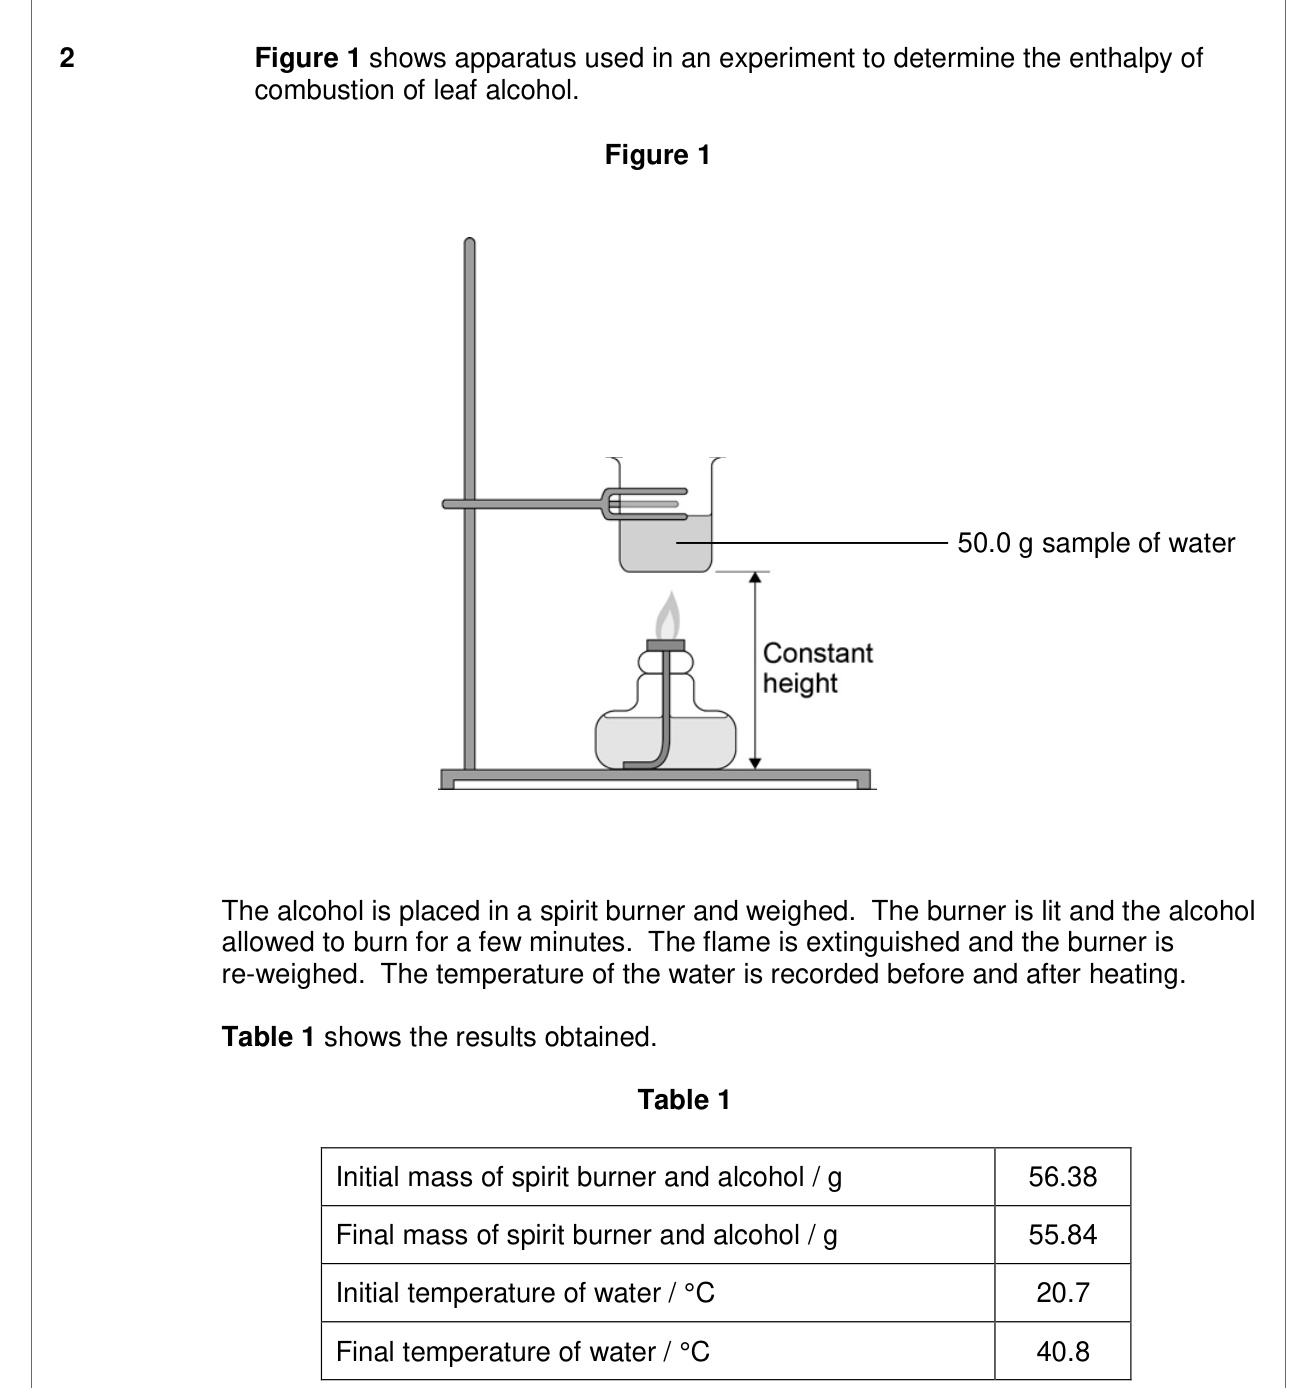 2
Figure 1 shows apparatus used in an experiment to determine the enthalpy of
combustion of leaf alcohol.
Figure 1
50.0 g sample of water
Constant
height
The alcohol is placed in a spirit burner and weighed.  The burner is lit and the alcohol
allowed to burn for a few minutes.  The flame is extinguished and the burner is
re-weighed.  The temperature of the water is recorded before and after heating.
Table 1 shows the results obtained.
Table 1
Initial mass of spirit burner and alcohol / g 56.38
Final mass of spirit burner and alcohol / g 55.84
Initial temperature of water / °C 20.7
Final temperature of water / °C 40.8